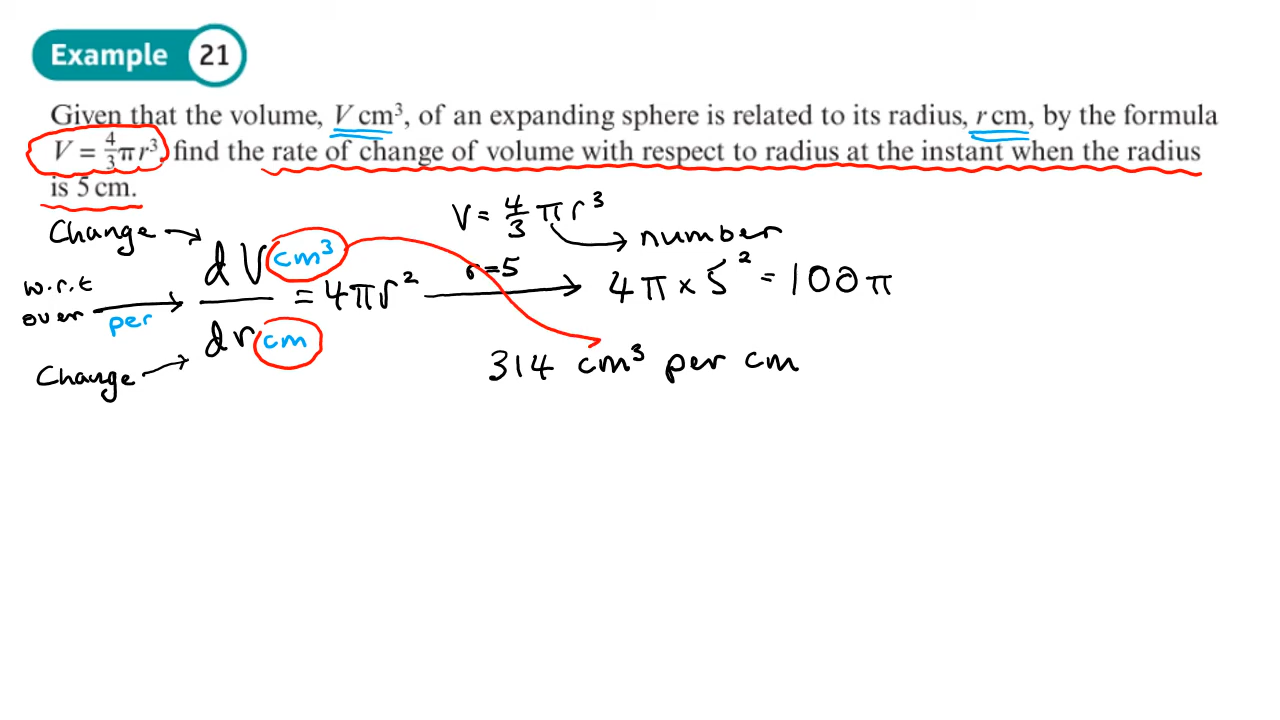 Example 21
Given that the volume, V cm³, of an expanding sphere is related to its radius, r cm, by the formula
V = 4/3 πr³, find the rate of change of volume with respect to radius at the instant when the radius
is 5 cm.
V = 4/3 πr³
Change
number
w.r.t
over
per
dV cm³ / dr cm = 4πr²
r=5
4π × 5² = 100π
Change
314 cm³ per cm